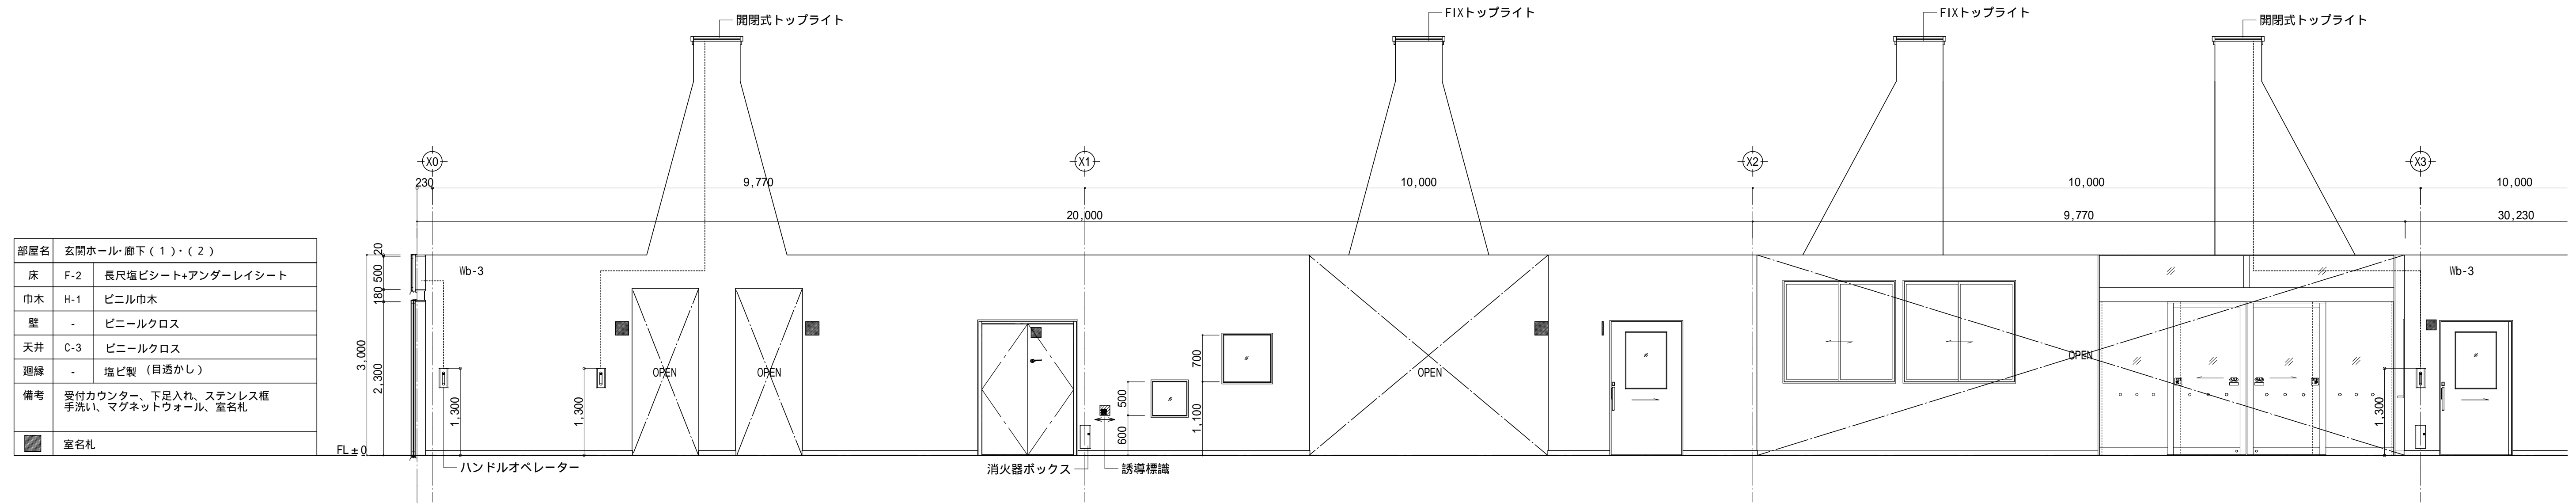 開閉式トップライト
FIXトップライト
FIXトップライト
開閉式トップライト
X0
X1
X2
X3
230
9,770
10,000
10,000
10,000
20,000
9,770
30,230
部屋名 玄関ホール・廊下(1)・(2)
床 F-2 長尺塩ビシート+アンダーレイシート
巾木 H-1 ビニル巾木
壁 - ビニールクロス
天井 C-3 ビニールクロス
廻縁 - 塩ビ製 (目透かし)
備考 受付カウンター、下足入れ、ステンレス框
手洗い、マグネットウォール、室名札
室名札
20
500
180
3,000
2,300
Wb-3
Wb-3
1,300
1,300
OPEN
OPEN
500
600
700
1,100
OPEN
OPEN
1,300
FL±0
ハンドルオペレーター
消火器ボックス
誘導標識